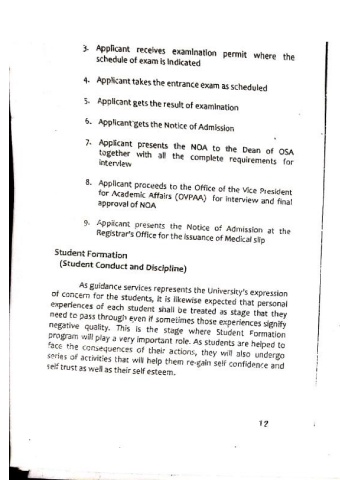 3. Applicant receives examination permit where the
schedule of exam is indicated
4. Applicant takes the entrance exam as scheduled
5. Applicant gets the result of examination
6. Applicant gets the Notice of Admission
7. Applicant presents the NOA to the Dean of OSA
together with all the complete requirements for
interview
8. Applicant proceeds to the Office of the Vice President
for Academic Affairs (OVPAA) for interview and final
approval of NOA
9. Applicant presents the Notice of Admission at the
Registrar's Office for the issuance of Medical slip
Student Formation
(Student Conduct and Discipline)
As guidance services represents the University's expression
of concern for the students, it is likewise expected that personal
experiences of each student shall be treated as stage that they
need to pass through even if sometimes those experiences signify
negative quality. This is the stage where Student Formation
program will play a very important role. As students are helped to
face the consequences of their actions, they will also undergo
series of activities that will help them re-gain self confidence and
self trust as well as their self esteem.
12